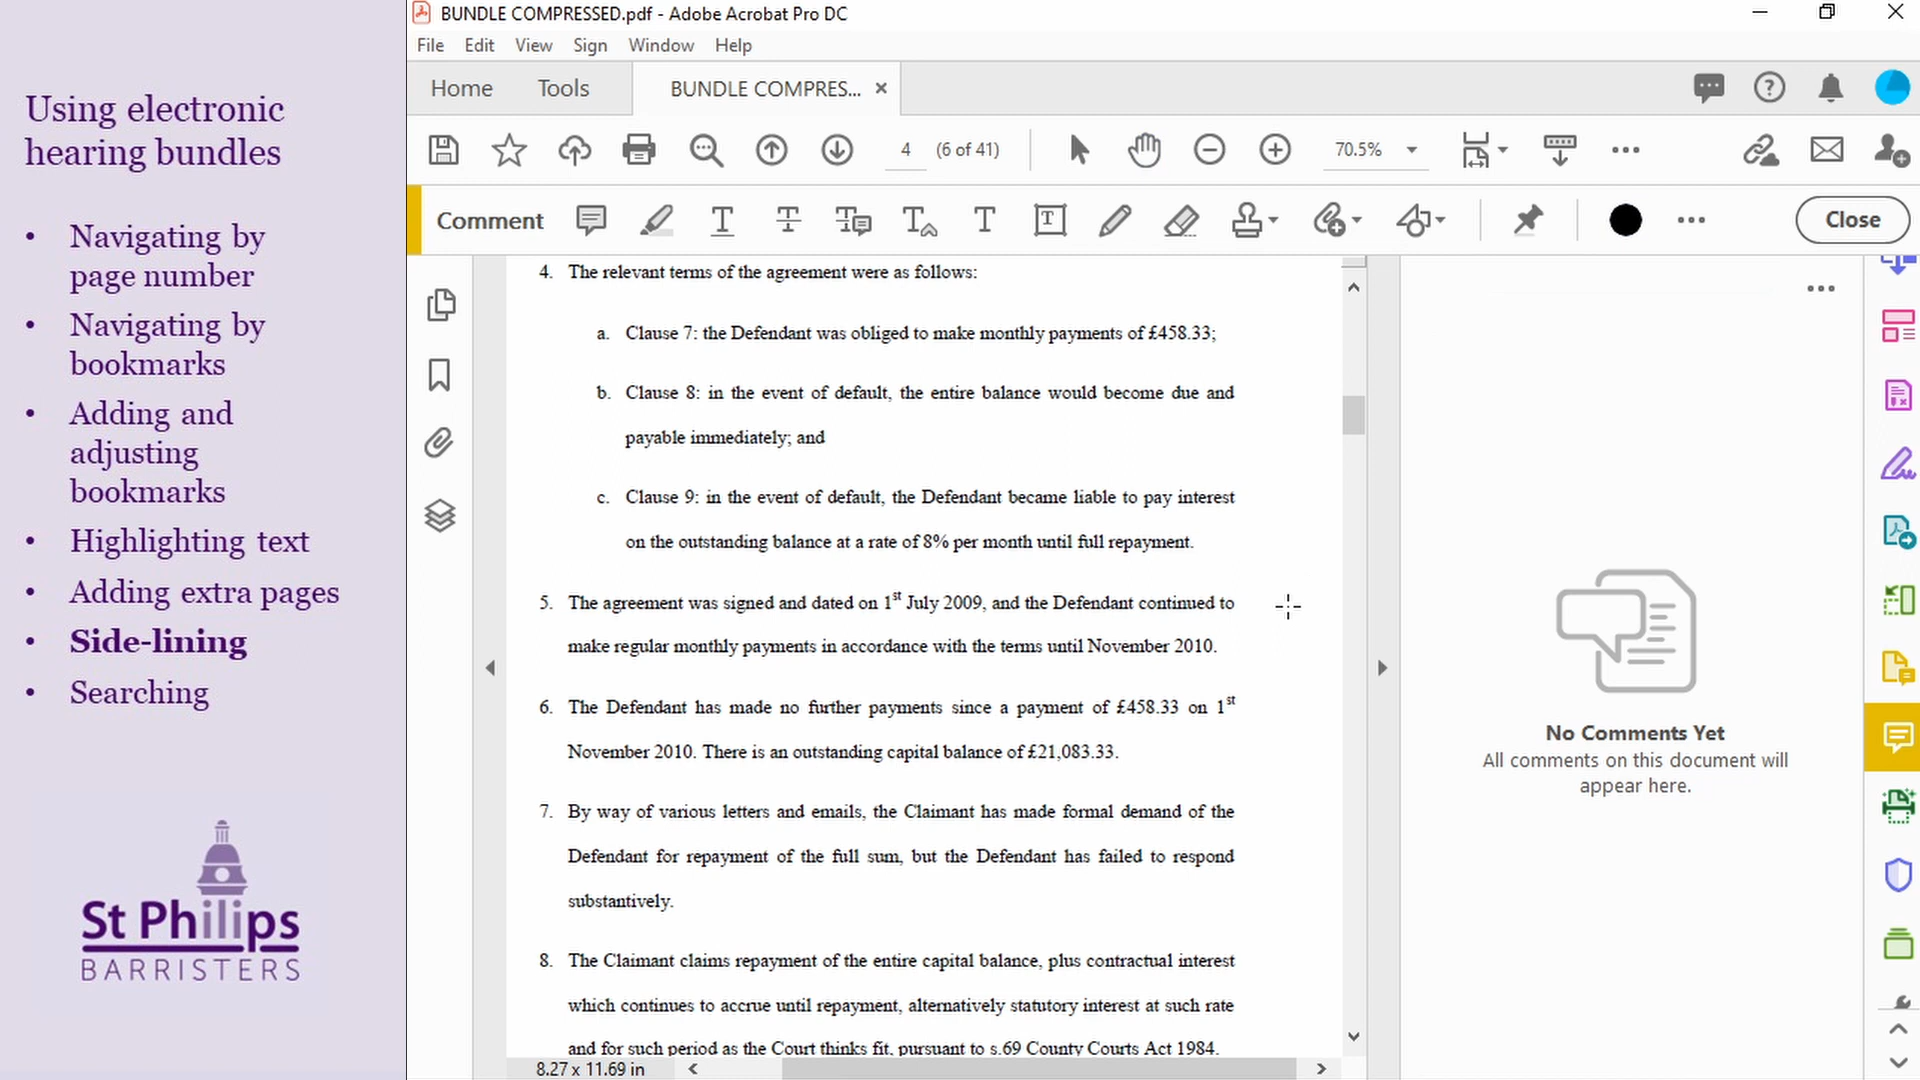 Using electronic
hearing bundles
• Navigating by
page number
• Navigating by
bookmarks
• Adding and
adjusting
bookmarks
• Highlighting text
• Adding extra pages
• Side-lining
• Searching
St Philips
BARRISTERS
BUNDLE COMPRESSED.pdf - Adobe Acrobat Pro DC
File Edit View Sign Window Help
Home Tools BUNDLE COMPRES... ×
4 (6 of 41) 70.5%
Comment Close
4. The relevant terms of the agreement were as follows:
a. Clause 7: the Defendant was obliged to make monthly payments of £458.33;
b. Clause 8: in the event of default, the entire balance would become due and
payable immediately; and
c. Clause 9: in the event of default, the Defendant became liable to pay interest
on the outstanding balance at a rate of 8% per month until full repayment.
5. The agreement was signed and dated on 1st July 2009, and the Defendant continued to
make regular monthly payments in accordance with the terms until November 2010.
6. The Defendant has made no further payments since a payment of £458.33 on 1st
November 2010. There is an outstanding capital balance of £21,083.33.
7. By way of various letters and emails, the Claimant has made formal demand of the
Defendant for repayment of the full sum, but the Defendant has failed to respond
substantively.
8. The Claimant claims repayment of the entire capital balance, plus contractual interest
which continues to accrue until repayment, alternatively statutory interest at such rate
and for such period as the Court thinks fit, pursuant to s.69 County Courts Act 1984.
8.27 x 11.69 in
No Comments Yet
All comments on this document will
appear here.